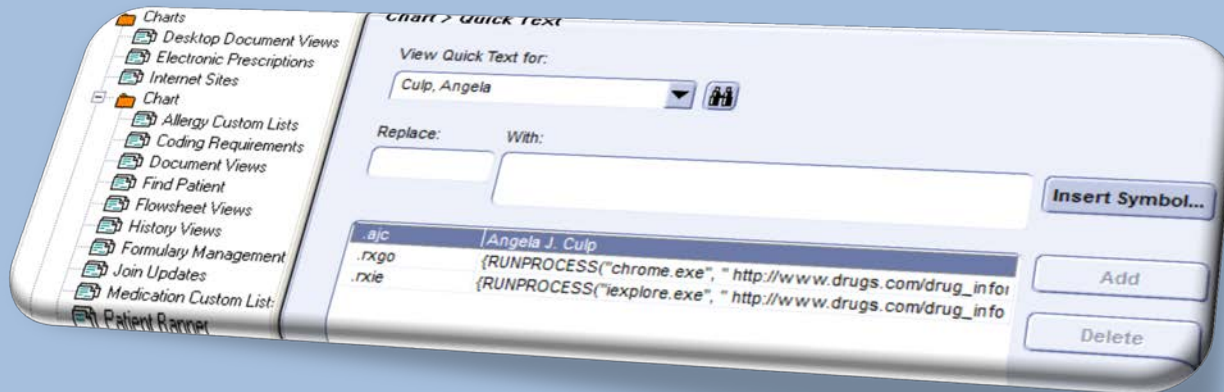 Charts
Desktop Document Views
Electronic Prescriptions
Internet Sites
Chart
Allergy Custom Lists
Coding Requirements
Document Views
Find Patient
Flowsheet Views
History Views
Formulary Management
Join Updates
Medication Custom List
Patient Banner
Chart > Quick Text
View Quick Text for:
Culp, Angela
Replace: With:
Insert Symbol...
.ajc Angela J. Culp
.rxgo {RUNPROCESS("chrome.exe", " http://www.drugs.com/drug_infor
.rxie {RUNPROCESS("iexplore.exe", " http://www.drugs.com/drug_info
Add
Delete